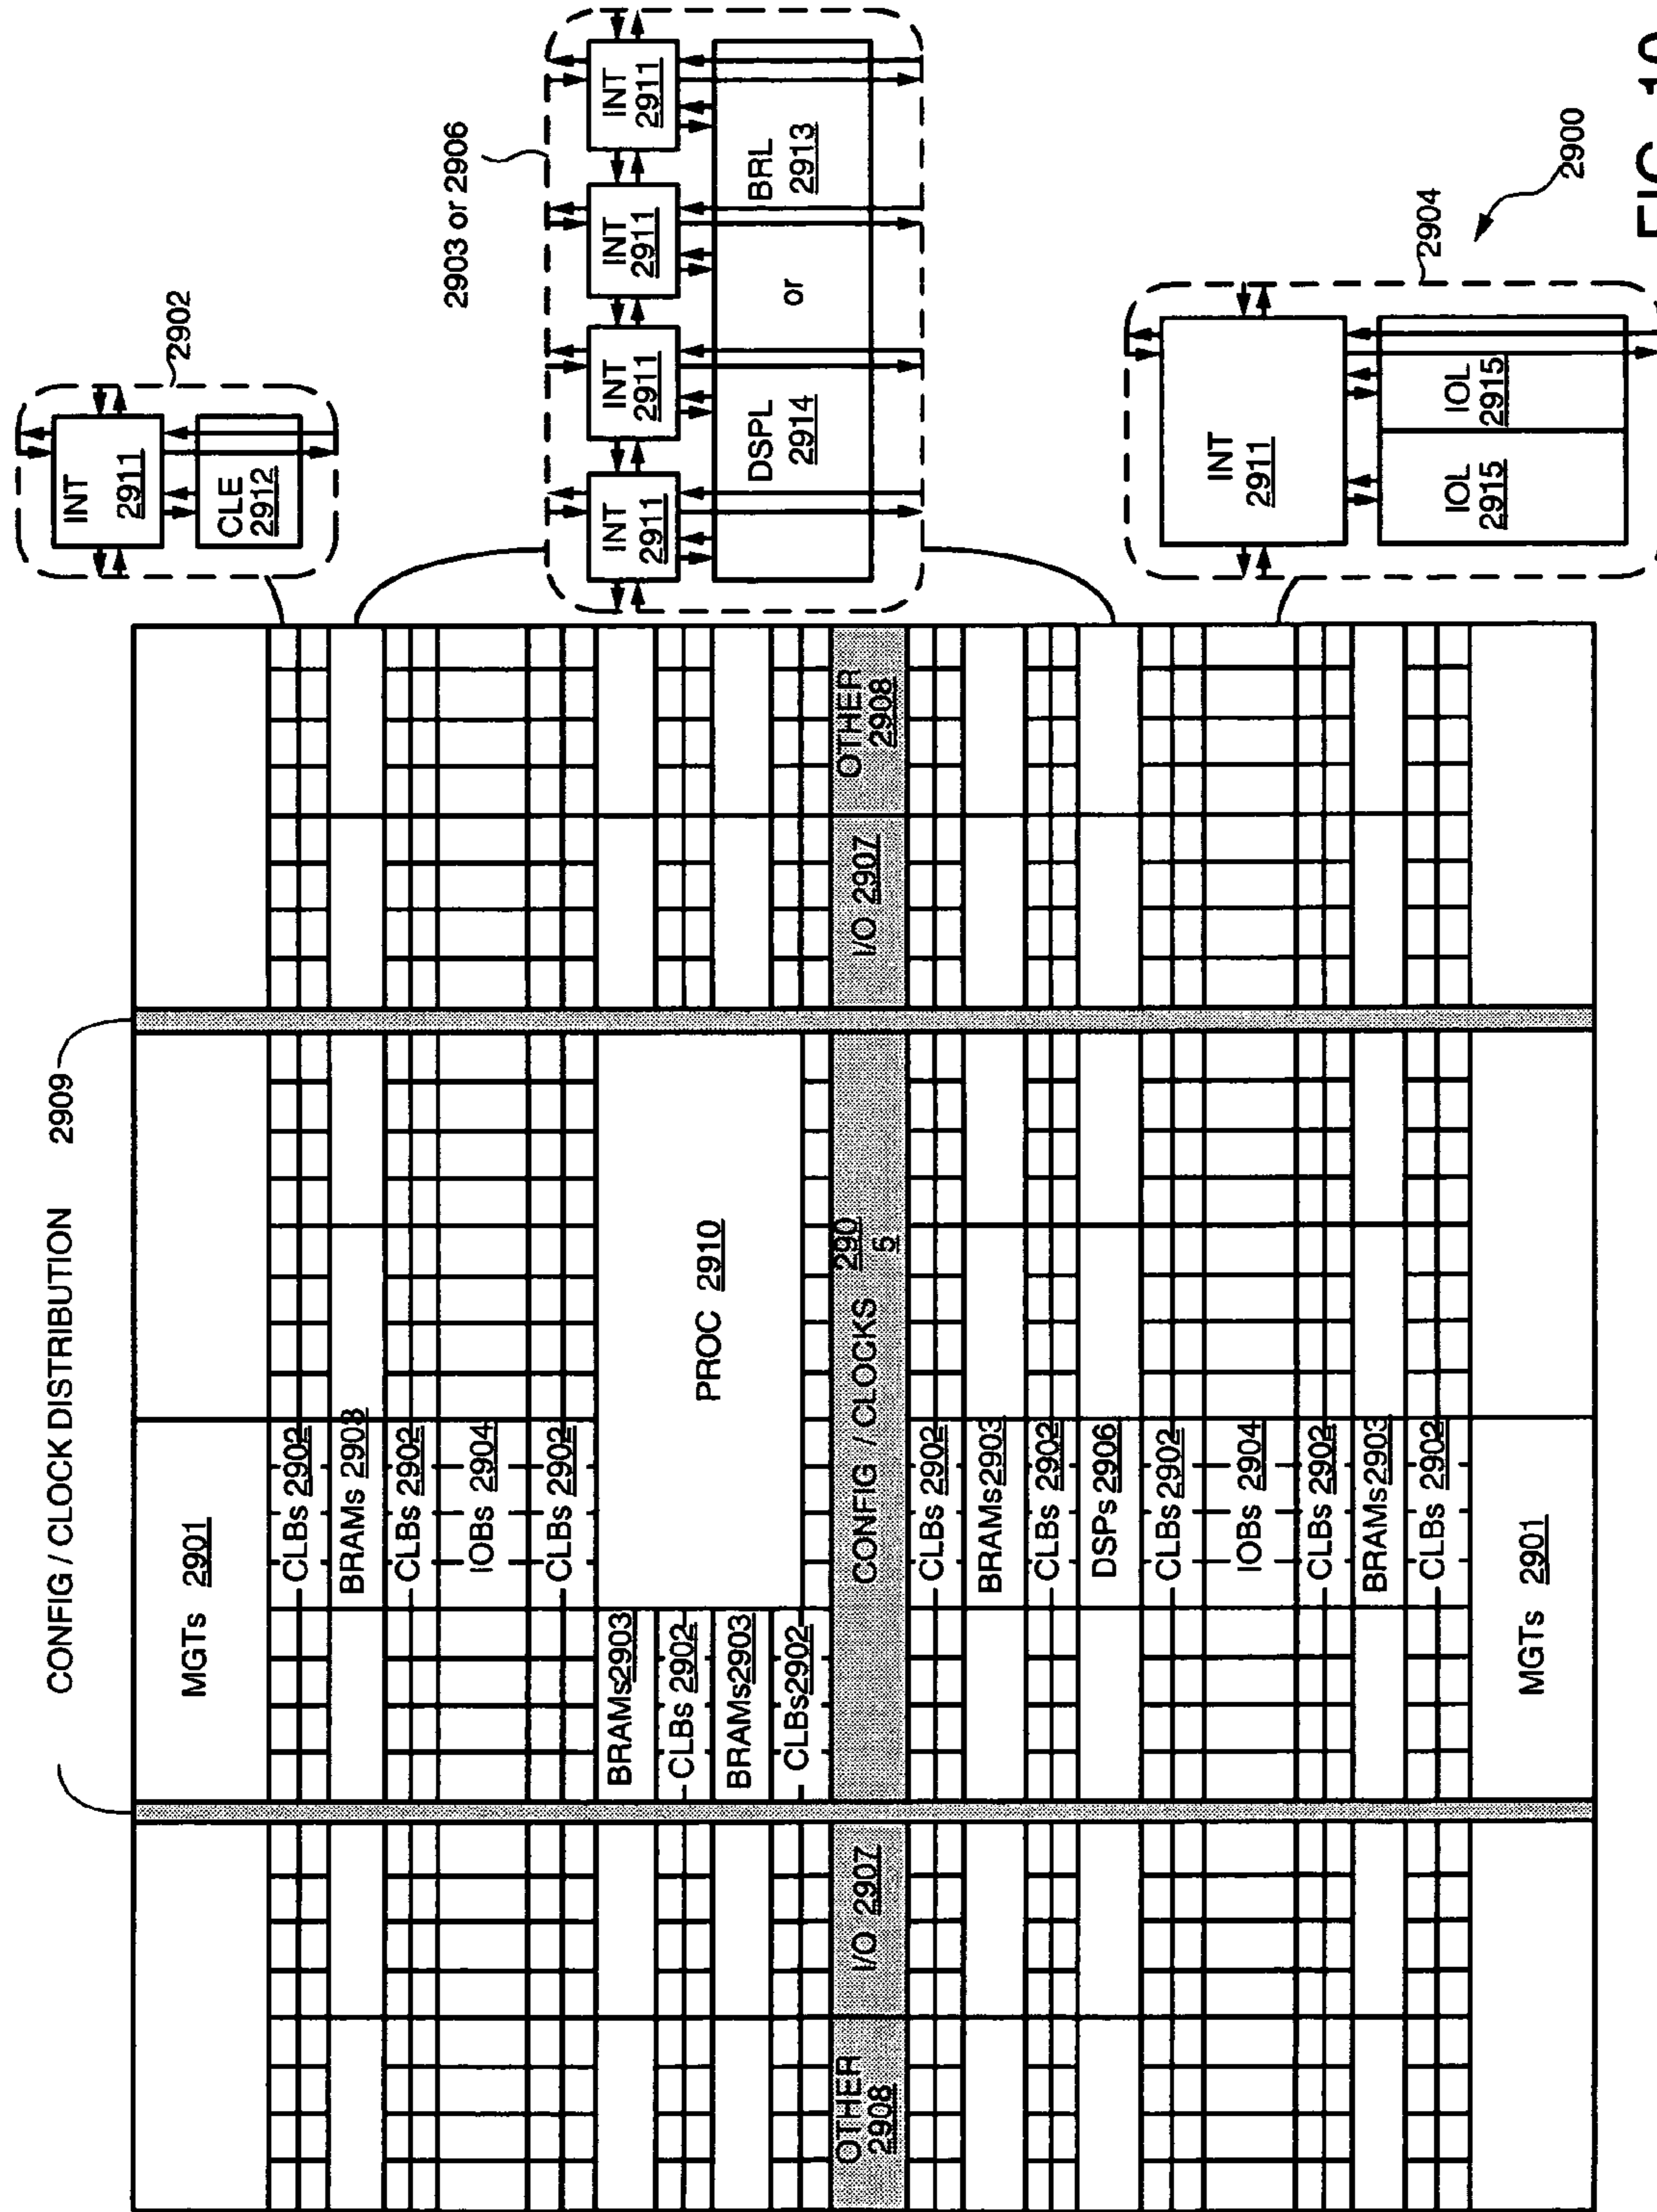 CONFIG / CLOCK DISTRIBUTION 2909
MGTs 2901
CLBs 2902
BRAMs 2903
CLBs 2902
IOBs 2904
CLBs 2902
BRAMs 2903
CLBs 2902
BRAMs 2903
CLBs 2902
PROC 2910
OTHER
2908
I/O 2907
CONFIG / CLOCKS 290
5
I/O 2907
OTHER
2908
CLBs 2902
BRAMs 2903
CLBs 2902
DSPs 2906
CLBs 2902
IOBs 2904
CLBs 2902
BRAMs 2903
CLBs 2902
MGTs 2901
2902
INT
2911
CLE
2912
2903 or 2906
INT
2911
INT
2911
INT
2911
INT
2911
DSPL
2914
or
BRL
2913
2904
INT
2911
IOL
2915
IOL
2915
2900
FIG.